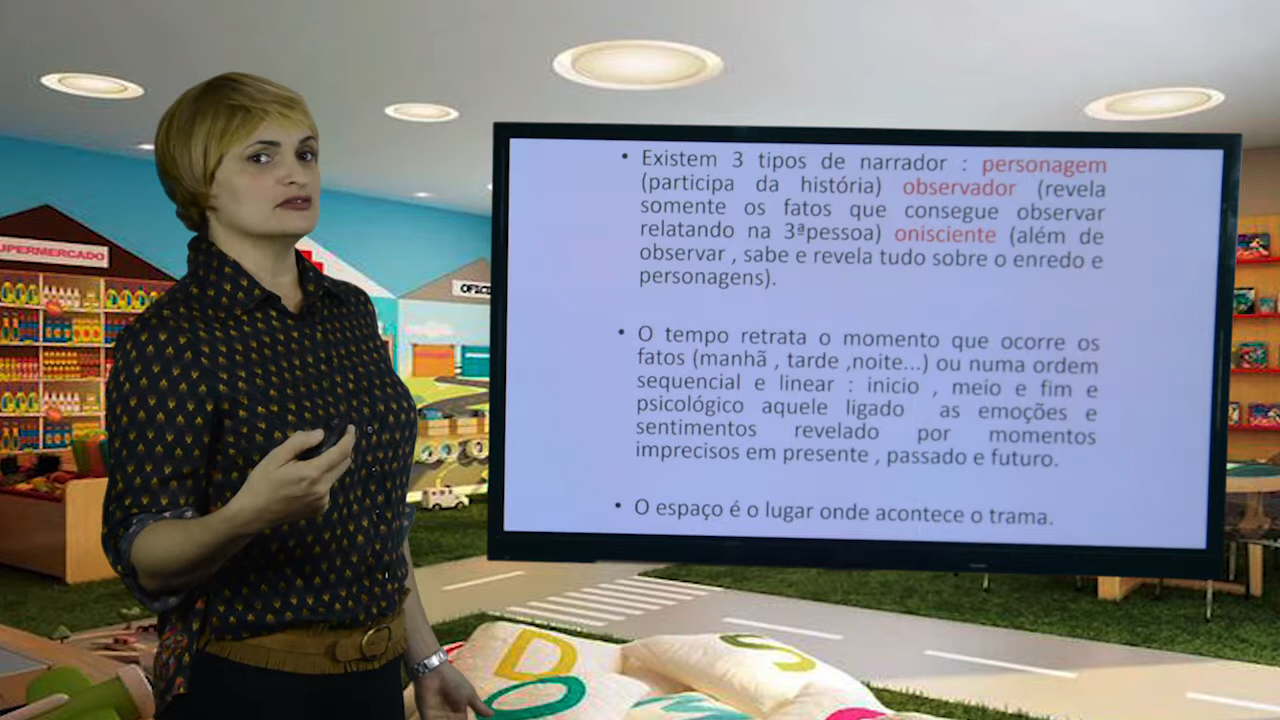 • Existem 3 tipos de narrador : personagem
(participa da história) observador (revela
somente os fatos que consegue observar
relatando na 3ªpessoa) onisciente (além de
observar , sabe e revela tudo sobre o enredo e
personagens).
• O tempo retrata o momento que ocorre os
fatos (manhã , tarde ,noite...) ou numa ordem
sequencial e linear : inicio , meio e fim e
psicológico aquele ligado as emoções e
sentimentos revelado por momentos
imprecisos em presente , passado e futuro.
• O espaço é o lugar onde acontece o trama.
UPERMERCADO
OFIC
D
O
S